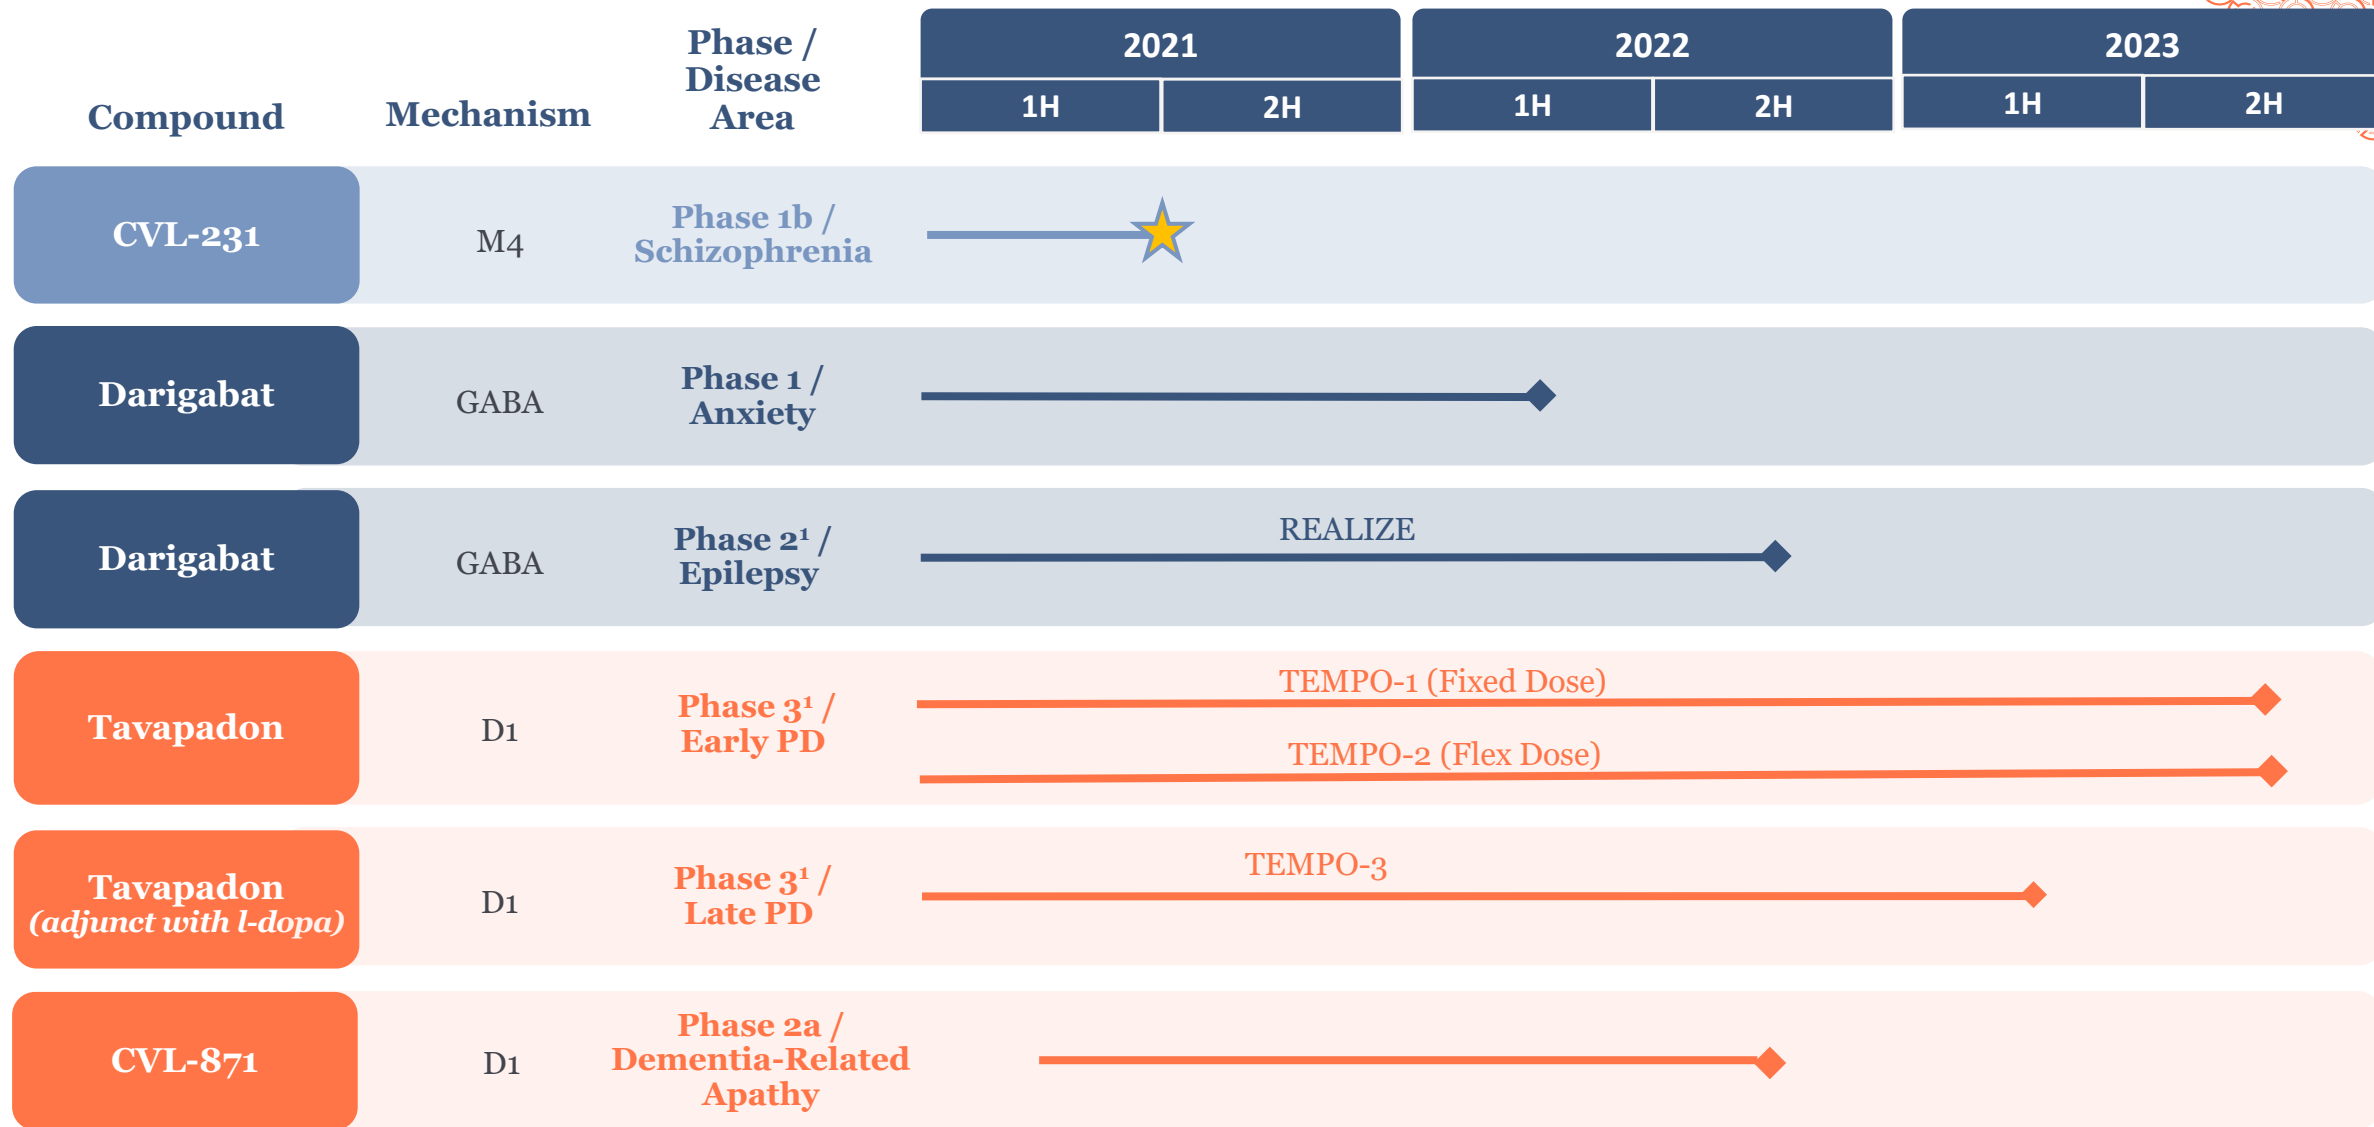 Compound
Mechanism
Phase /
Disease
Area
2021
2022
2023
1H
2H
1H
2H
1H
2H
CVL-231
M4
Phase 1b /
Schizophrenia
Darigabat
GABA
Phase 1 /
Anxiety
Darigabat
GABA
Phase 2¹ /
Epilepsy
REALIZE
Tavapadon
D1
Phase 3¹ /
Early PD
TEMPO-1 (Fixed Dose)
TEMPO-2 (Flex Dose)
Tavapadon
(adjunct with l-dopa)
D1
Phase 3¹ /
Late PD
TEMPO-3
CVL-871
D1
Phase 2a /
Dementia-Related
Apathy